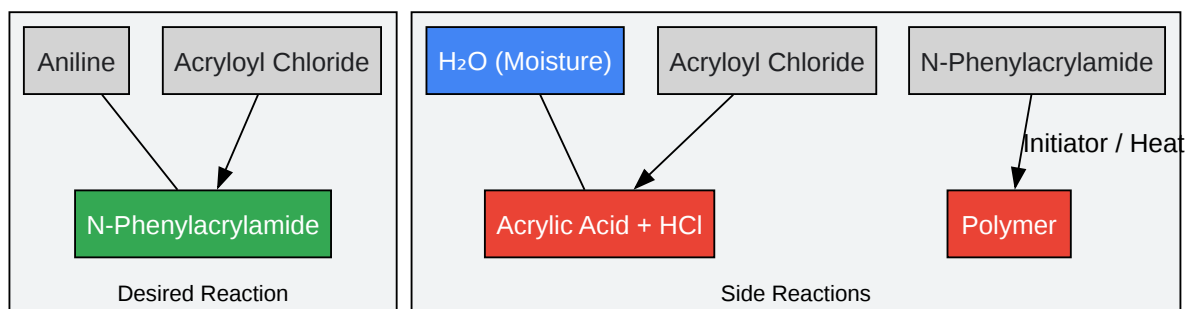 Aniline
Acryloyl Chloride
N-Phenylacrylamide
Desired Reaction
H₂O (Moisture)
Acryloyl Chloride
N-Phenylacrylamide
Initiator / Heat
Acrylic Acid + HCl
Polymer
Side Reactions